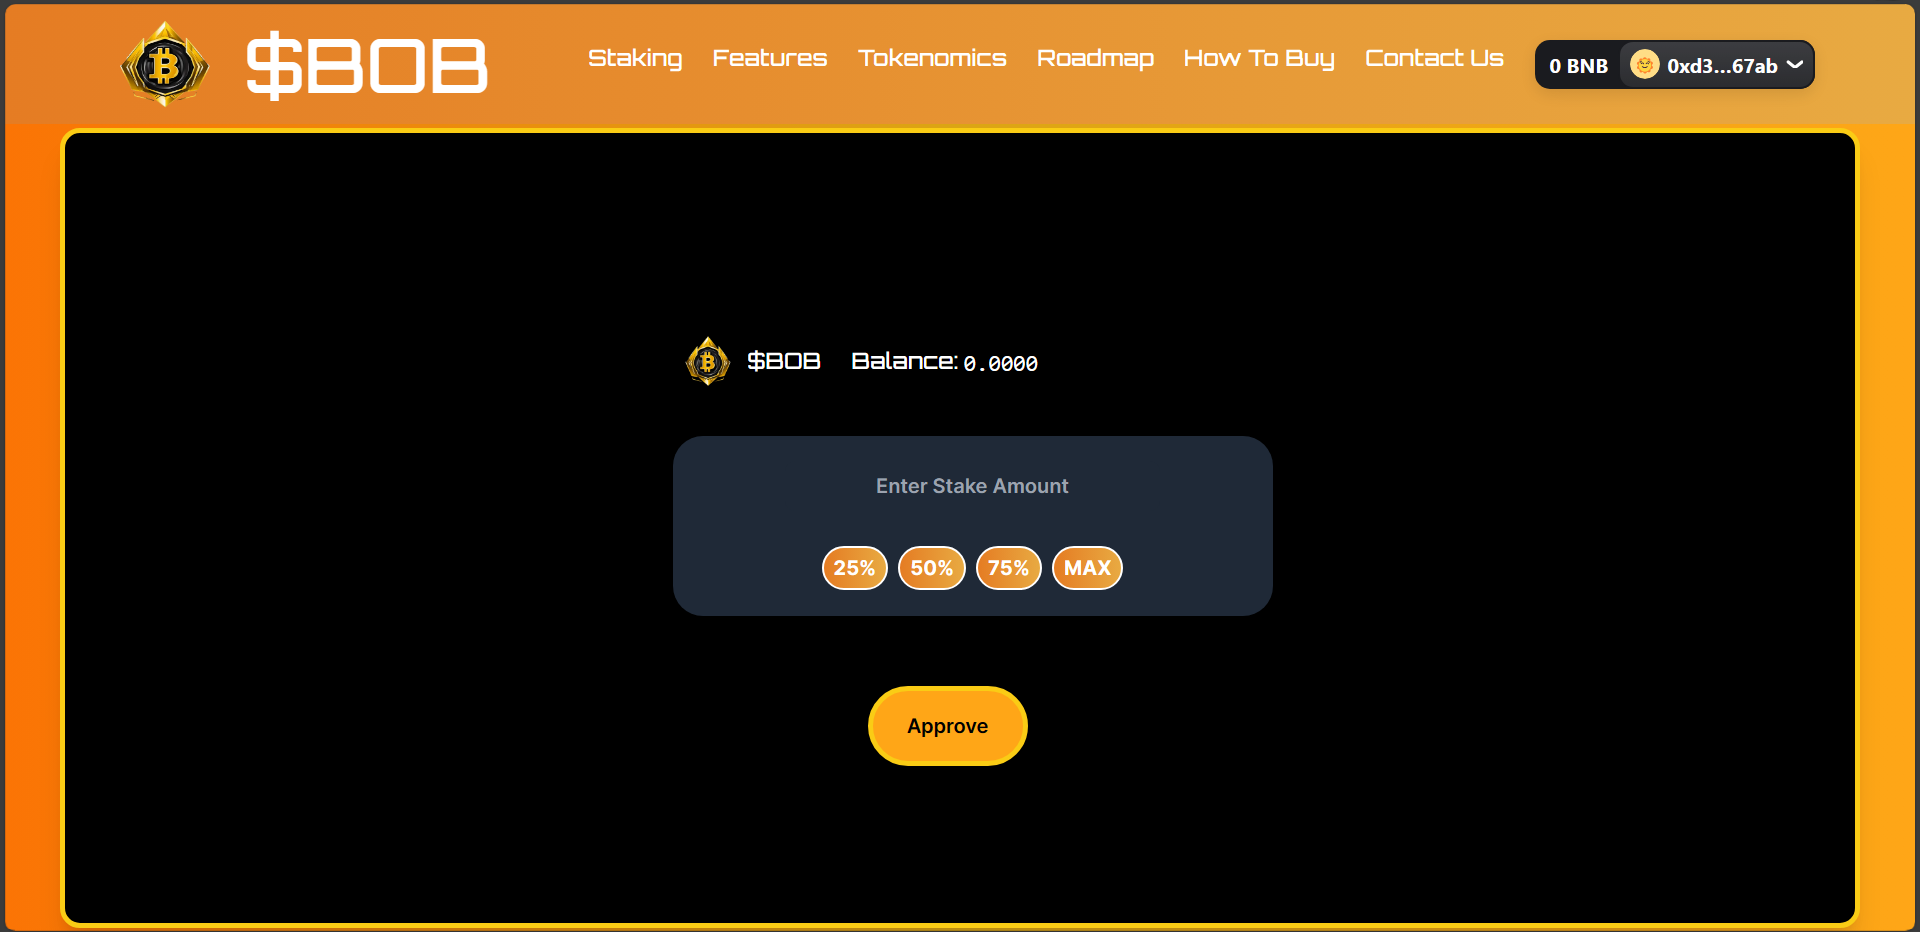 $BOB
Staking Features Tokenomics Roadmap How To Buy Contact Us
0 BNB 0xd3...67ab
$BOB Balance: 0.0000
Enter Stake Amount
25% 50% 75% MAX
Approve